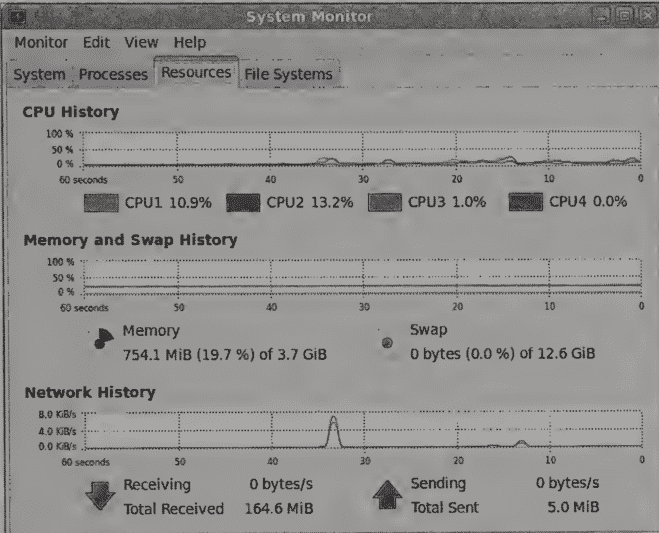 System Monitor
Monitor Edit View Help
System Processes Resources File Systems
CPU History
100 %
50 %
0 %
60 seconds 50 40 30 20 10 0
CPU1 10.9% CPU2 13.2% CPU3 1.0% CPU4 0.0%
Memory and Swap History
100 %
50 %
0 %
60 seconds 50 40 30 20 10 0
Memory Swap
754.1 MiB (19.7 %) of 3.7 GiB 0 bytes (0.0 %) of 12.6 GiB
Network History
8.0 KiB/s
4.0 KiB/s
0.0 KiB/s
60 seconds 50 40 30 20 10 0
Receiving 0 bytes/s Sending 0 bytes/s
Total Received 164.6 MiB Total Sent 5.0 MiB